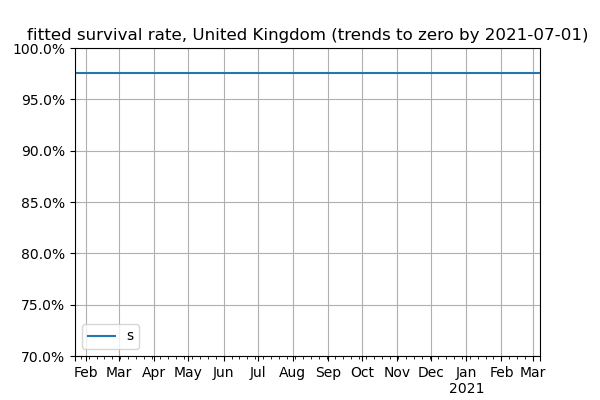 fitted survival rate, United Kingdom (trends to zero by 2021-07-01)
100.0%
95.0%
90.0%
85.0%
80.0%
75.0%
70.0%
s
Feb Mar Apr May Jun Jul Aug Sep Oct Nov Dec Jan Feb Mar
2021